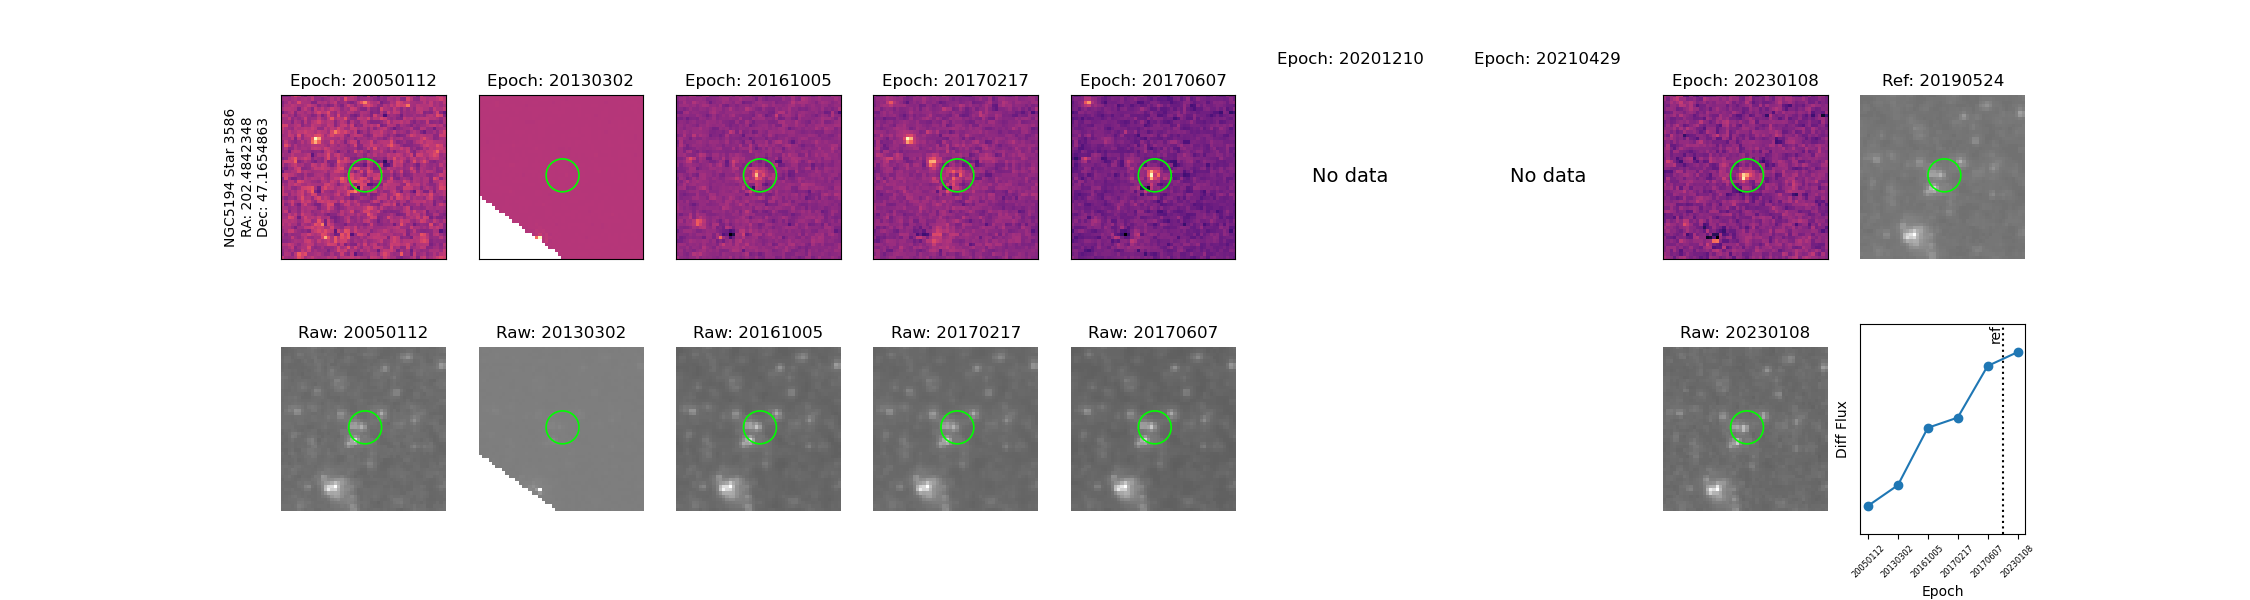 NGC5194 Star 3586
RA: 202.4842348
Dec: 47.1654863
Epoch: 20050112
Epoch: 20130302
Epoch: 20161005
Epoch: 20170217
Epoch: 20170607
Epoch: 20201210
No data
Epoch: 20210429
No data
Epoch: 20230108
Ref: 20190524
Raw: 20050112
Raw: 20130302
Raw: 20161005
Raw: 20170217
Raw: 20170607
Raw: 20230108
Diff Flux
ref
20050112
20130302
20161005
20170217
20170607
20230108
Epoch